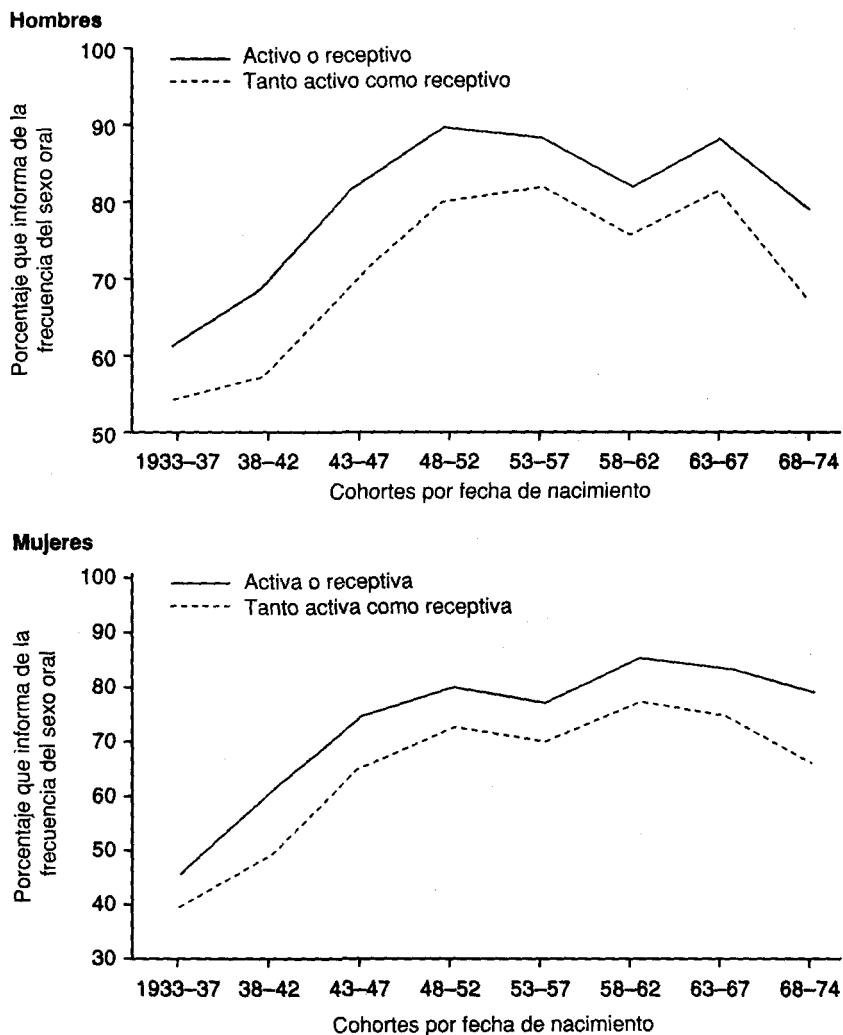 Hombres
100
90
80
70
60
50
Porcentaje que informa de la
frecuencia del sexo oral
Activo o receptivo
Tanto activo como receptivo
1933–37 38–42 43–47 48–52 53–57 58–62 63–67 68–74
Cohortes por fecha de nacimiento
Mujeres
100
90
80
70
60
50
40
30
Porcentaje que informa de la
frecuencia del sexo oral
Activa o receptiva
Tanto activa como receptiva
1933–37 38–42 43–47 48–52 53–57 58–62 63–67 68–74
Cohortes por fecha de nacimiento